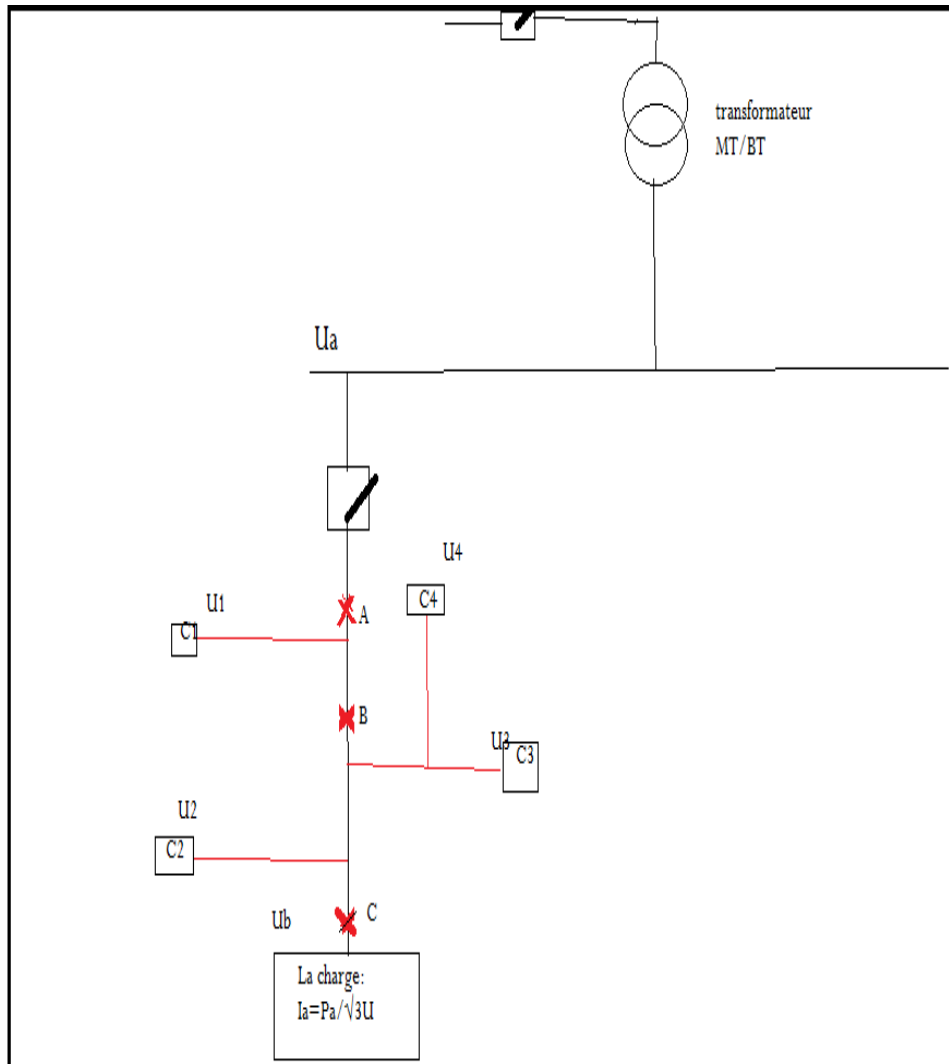 transformateur
MT/BT
Ua
U4
C4
U1
A
C1
B
U3
C3
U2
C2
C
Ub
La charge:
Ia=Pa/√3U